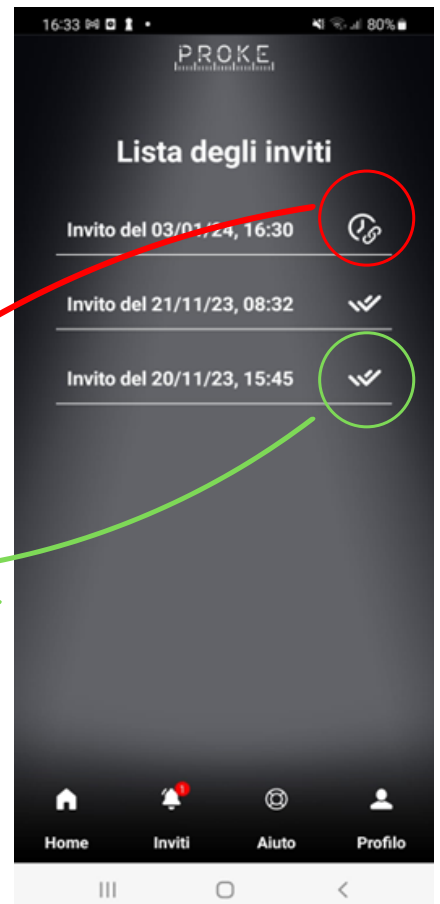 16:33 80%
PROKE
Lista degli inviti
Invito del 03/01/24, 16:30
Invito del 21/11/23, 08:32
Invito del 20/11/23, 15:45
1
Home Inviti Aiuto Profilo